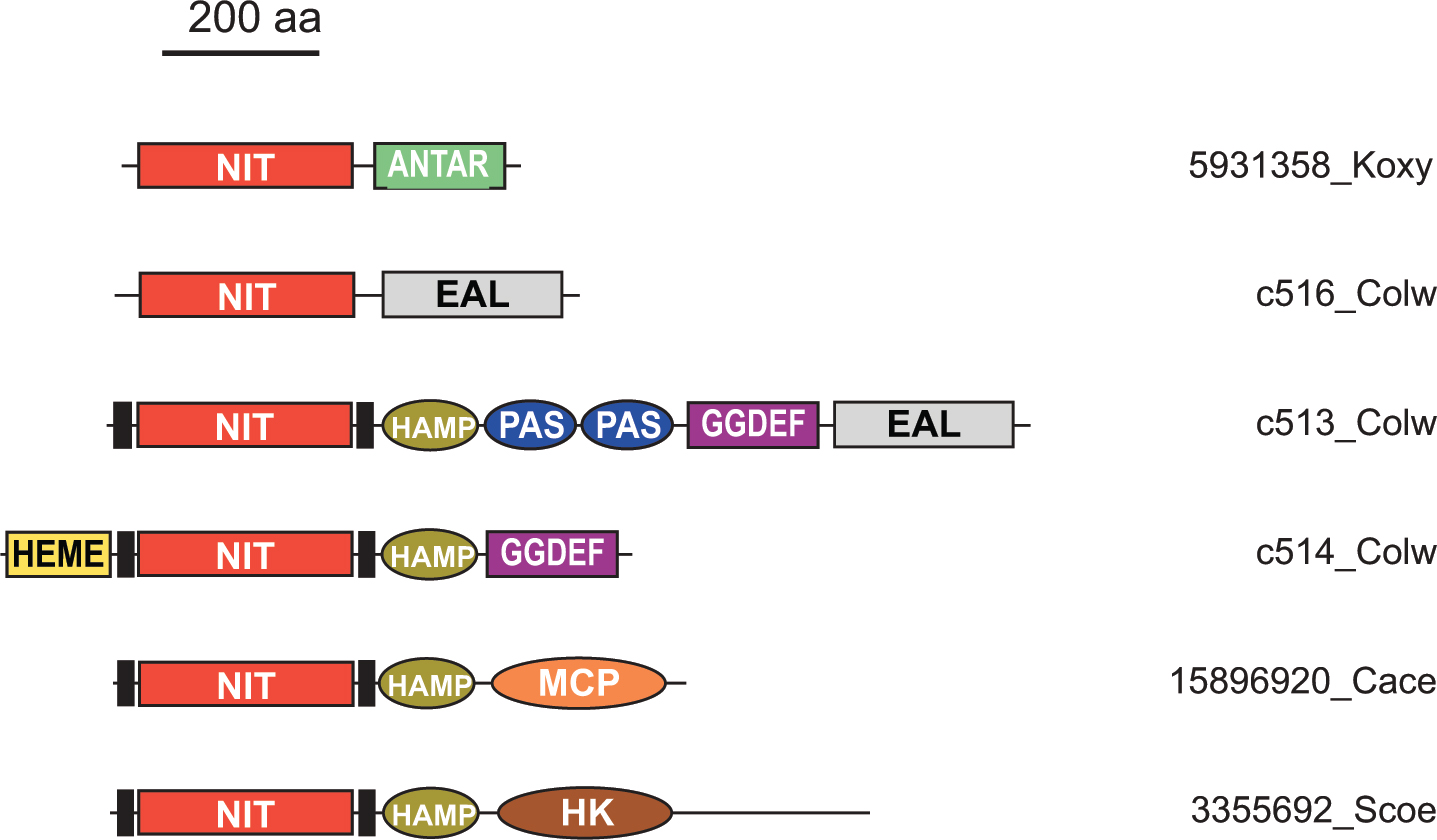 200 aa
NIT ANTAR 5931358_Koxy
NIT EAL c516_Colw
NIT HAMP PAS PAS GGDEF EAL c513_Colw
HEME NIT HAMP GGDEF c514_Colw
NIT HAMP MCP 15896920_Cace
NIT HAMP HK 3355692_Scoe